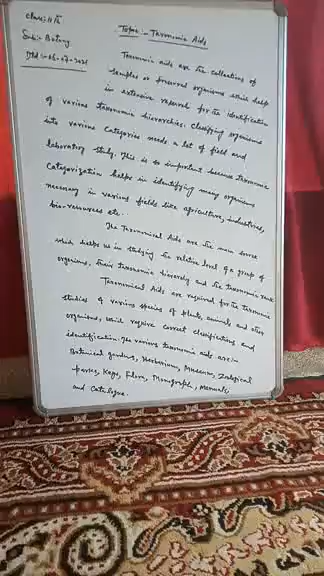 Class:- 11th
Sub:- Botany
Dtd:- 06-07-2021
Topic:- Taxonomic Aids
Taxonomic aids are the collections of
samples or preserved organisms which help
in extensive research for the identification
of various taxonomic hierarchies. Classifying organisms
into various categories needs a lot of field and
laboratory study. This is so important because taxonomic
Categorization helps in identifying many organisms
necessary in various fields like agriculture, industries,
bio-resources etc.
The Taxonomical Aids are the main source
which helps us in studying the relative level of a group of
organisms, their taxonomic hierarchy and the taxonomic rank
Taxonomical Aids are required for the taxonomic
studies of various species of plants, animals and other
organisms, which require correct classification and
identification. The various taxonomic aids are:-
Botanical gardens, Herbarium, Museum, Zoological
parks, Keys, Flora, Monograph, Manuals,
and Catalogue.